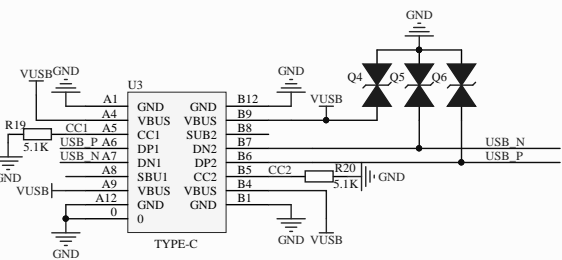 GND
VUSB GND
U3
GND
Q4 Q5 Q6
A1 GND GND B12
VUSB
A4 VBUS VBUS B9
R19 CC1 A5 CC1 SUB2 B8
5.1K USB_P A6 DP1 DN2 B7 USB_N
USB_N A7 DN1 DP2 B6 USB_P
GND A8 SBU1 CC2 B5 CC2 R20
5.1K GND
VUSB A9 VBUS VBUS B4
A12 GND GND B1
0 0
GND TYPE-C GND VUSB